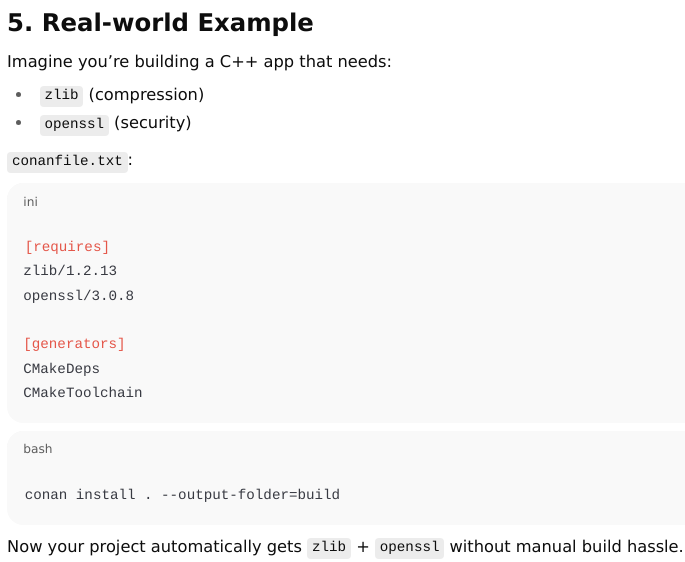 5. Real-world Example
Imagine you’re building a C++ app that needs:
• zlib (compression)
• openssl (security)
conanfile.txt:
ini
[requires]
zlib/1.2.13
openssl/3.0.8
[generators]
CMakeDeps
CMakeToolchain
bash
conan install . --output-folder=build
Now your project automatically gets zlib + openssl without manual build hassle.